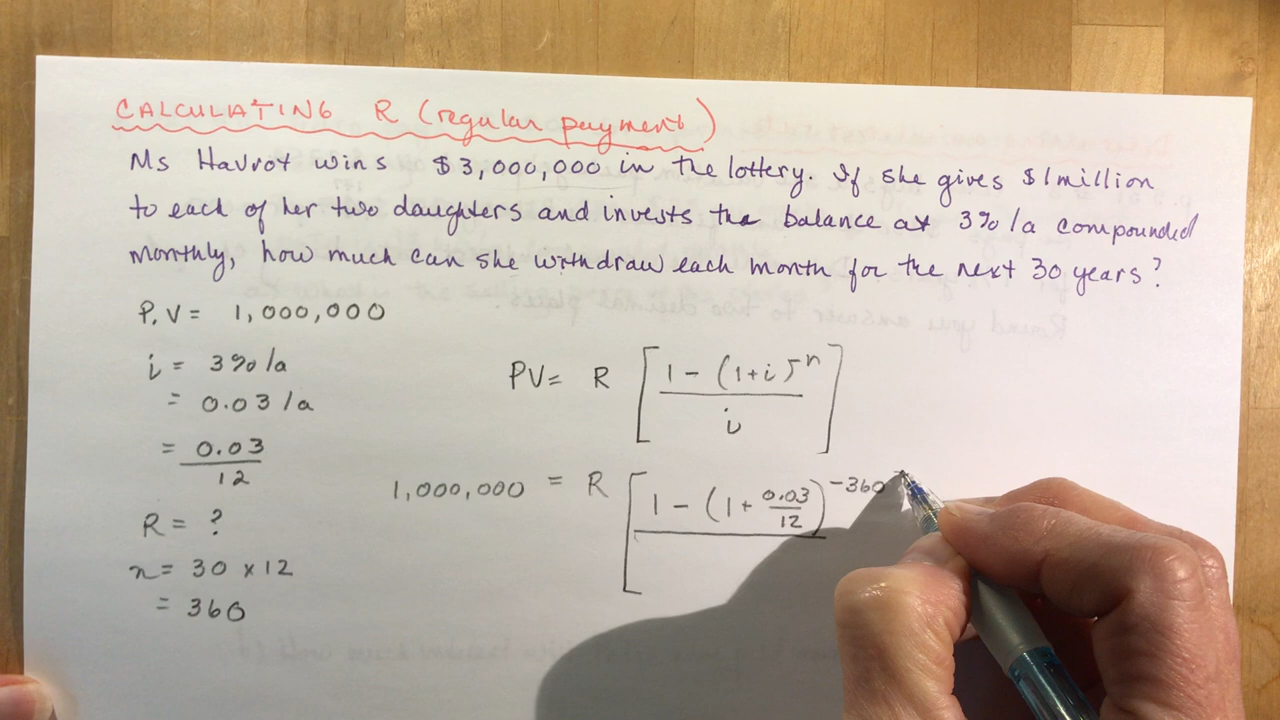 CALCULATING R (regular payment)
Ms Havrot wins $3,000,000 in the lottery. If she gives $1million
to each of her two daughters and invests the balance at 3%/a compounded
monthly, how much can she withdraw each month for the next 30 years?
P.V = 1,000,000
i = 3%/a
= 0.03/a
= 0.03
12
R = ?
n = 30 x 12
= 360
PV = R [ 1 - (1+i)^-n
i ]
1,000,000 = R [ 1 - (1 + 0.03/12)^-360